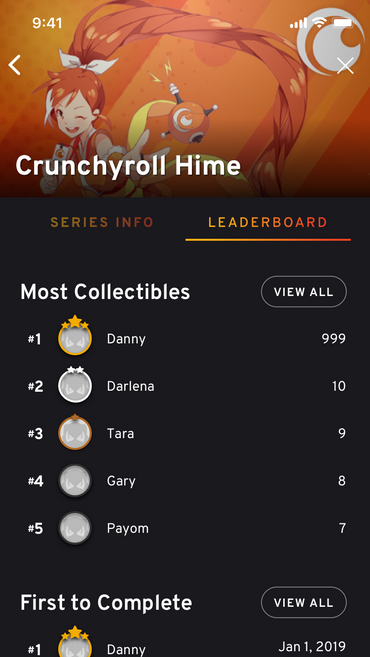 9:41
Crunchyroll Hime
SERIES INFO LEADERBOARD
Most Collectibles VIEW ALL
#1 Danny 999
#2 Darlena 10
#3 Tara 9
#4 Gary 8
#5 Payom 7
First to Complete VIEW ALL
#1 Danny Jan 1, 2019